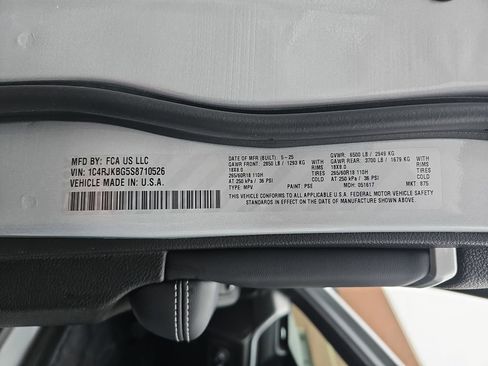 MFD BY: FCA US LLC
VIN: 1C4RJKBG5S8710526
VEHICLE MADE IN: U.S.A.
DATE OF MFR (BUILT): 5-25
GVWR: 6500 LB / 2948 KG
GAWR FRONT: 2850 LB / 1293 KG
GAWR REAR: 3700 LB / 1679 KG
18X8.0 RIMS 18X8.0 RIMS
265/60R18 110H TIRES 265/60R18 110H TIRES
AT 250 kPa / 36 PSI COLD AT 250 kPa / 36 PSI COLD
TYPE: MPV PAINT: PSE MDH: 051617 MKT: 875
THIS VEHICLE CONFORMS TO ALL APPLICABLE U.S.A. FEDERAL MOTOR VEHICLE SAFETY
STANDARDS IN EFFECT ON THE DATE OF MANUFACTURE SHOWN ABOVE.